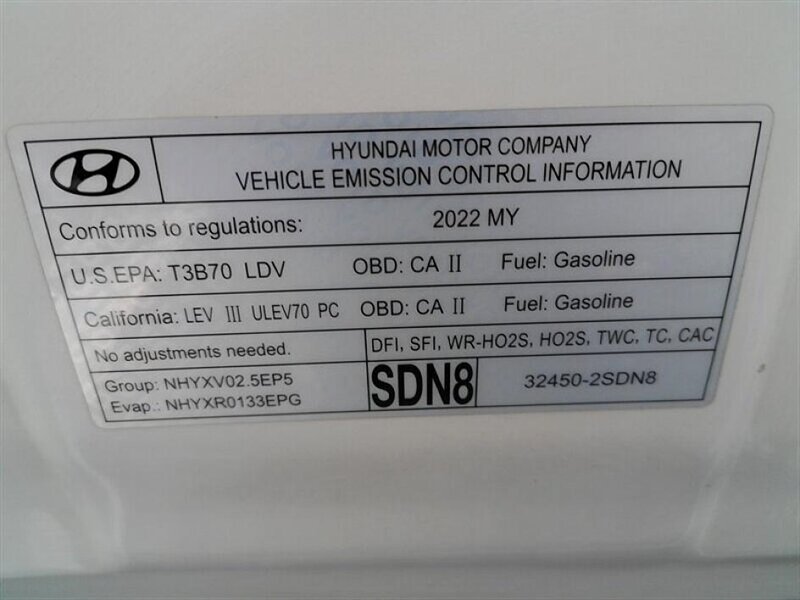 HYUNDAI MOTOR COMPANY
VEHICLE EMISSION CONTROL INFORMATION
Conforms to regulations: 2022 MY
U.S.EPA: T3B70 LDV OBD: CA II Fuel: Gasoline
California: LEV III ULEV70 PC OBD: CA II Fuel: Gasoline
No adjustments needed. DFI, SFI, WR-HO2S, HO2S, TWC, TC, CAC
Group: NHYXV02.5EP5 SDN8 32450-2SDN8
Evap.: NHYXR0133EPG